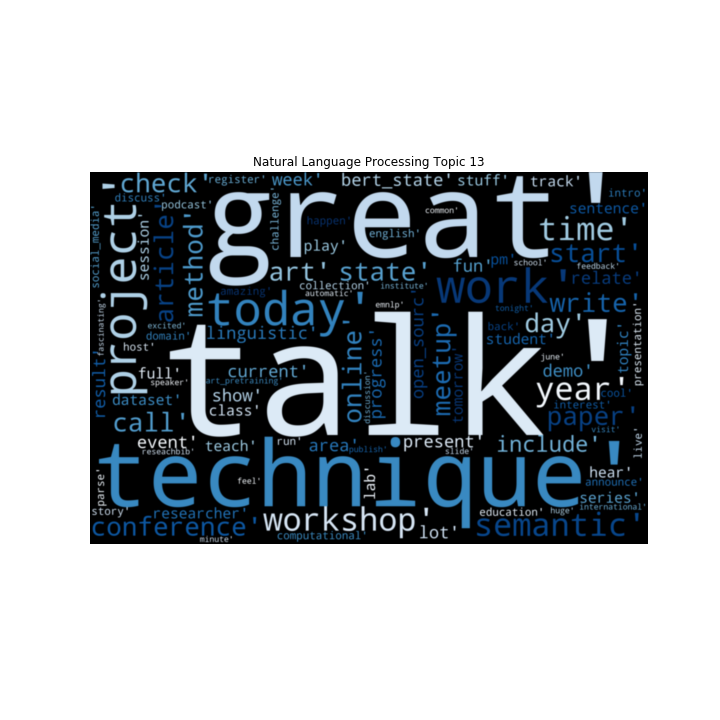 Natural Language Processing Topic 13
check'
register'
week'
bert_state'
stuff'
track'
intro'
discuss'
podcast'
social_media'
project'
session'
article'
method'
great'
challenge'
happen'
common'
english'
play'
time'
sentence'
start'
art'
state'
fun'
pm'
school'
feedback'
relate'
amazing'
collection'
automatic'
institute'
work'
write'
today'
emnlp'
tonight'
fascinating'
excited'
domain'
linguistic'
host'
talk'
online'
progress'
open_sourc'
meetup'
tomorrow'
back'
student'
day'
topic'
presentation'
june'
result'
full'
speaker'
current'
art_pretraining'
discussion'
demo'
interest'
cool'
year'
dataset'
show'
class'
call'
paper'
visit'
event'
teach'
run'
area'
publish'
present'
slide'
include'
live'
reseachbib'
technique'
hear'
announce'
parse'
feel'
lab'
story'
researcher'
workshop'
lot'
education'
huge'
series'
international'
conference'
minute'
computational'
semantic'